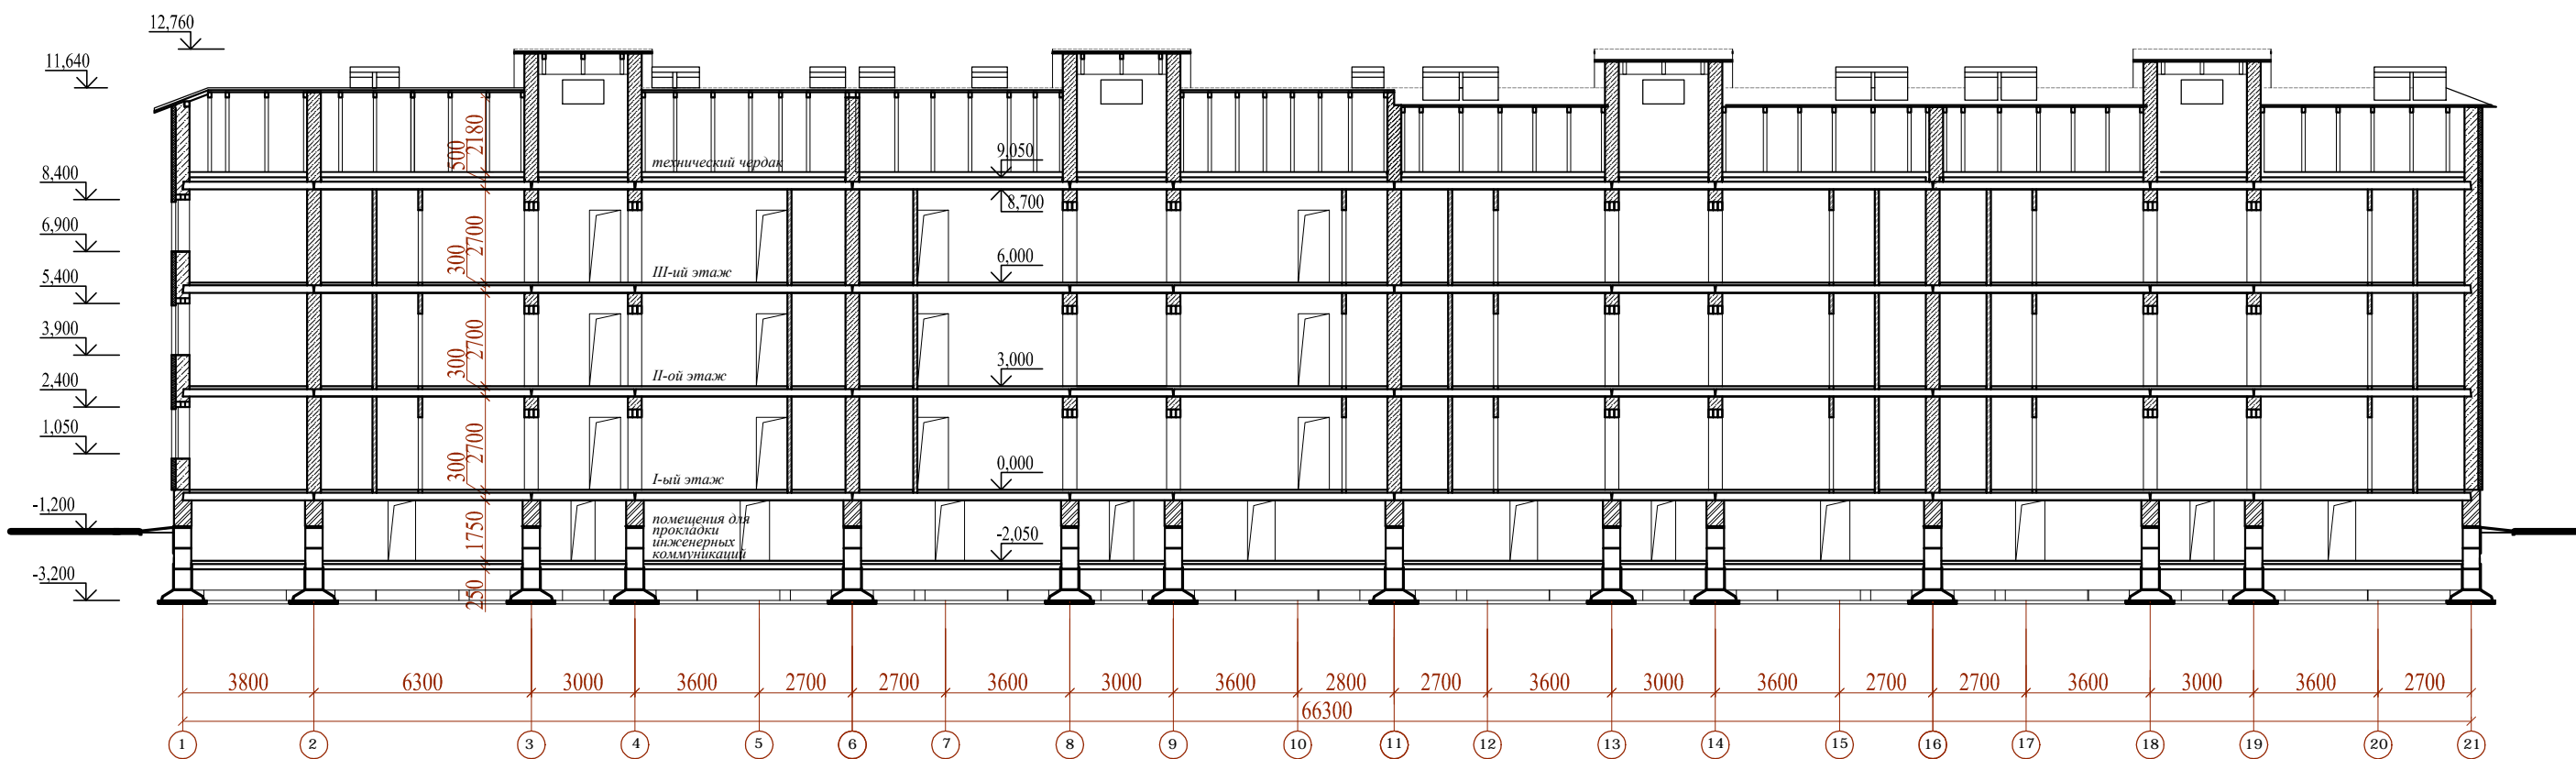 12,760
11,640
2180
500
технический чердак
9,050
8,400
8,700
6,900
2700
300
6,000
III-ий этаж
5,400
3,900
2700
300
3,000
II-ой этаж
2,400
1,050
2700
300
0,000
I-ый этаж
-1,200
помещения для
прокладки
инженерных
коммуникаций
1750
-2,050
-3,200
250
3800 6300 3000 3600 2700 2700 3600 3000 3600 2800 2700 3600 3000 3600 2700 2700 3600 3000 3600 2700
66300
1 2 3 4 5 6 7 8 9 10 11 12 13 14 15 16 17 18 19 20 21